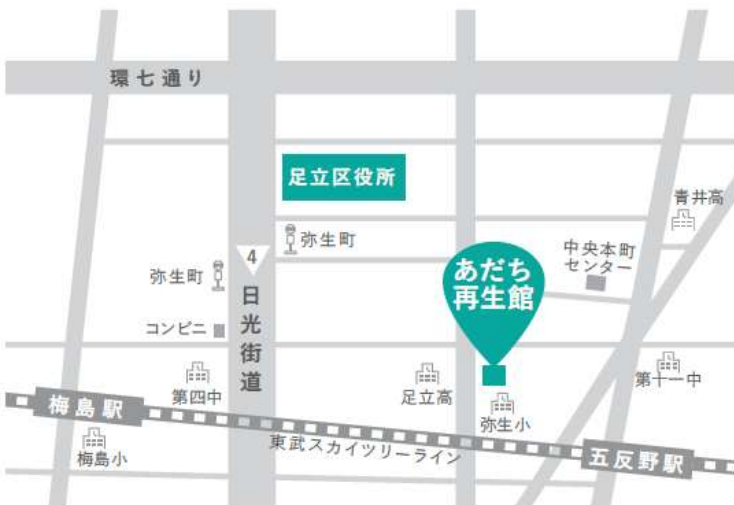 環七通り
足立区役所
青井高
弥生町
中央本町
センター
4
あだち
再生館
弥生町
日光街道
コンビニ
第四中
足立高
第十一中
梅島駅
弥生小
東武スカイツリーライン
梅島小
五反野駅